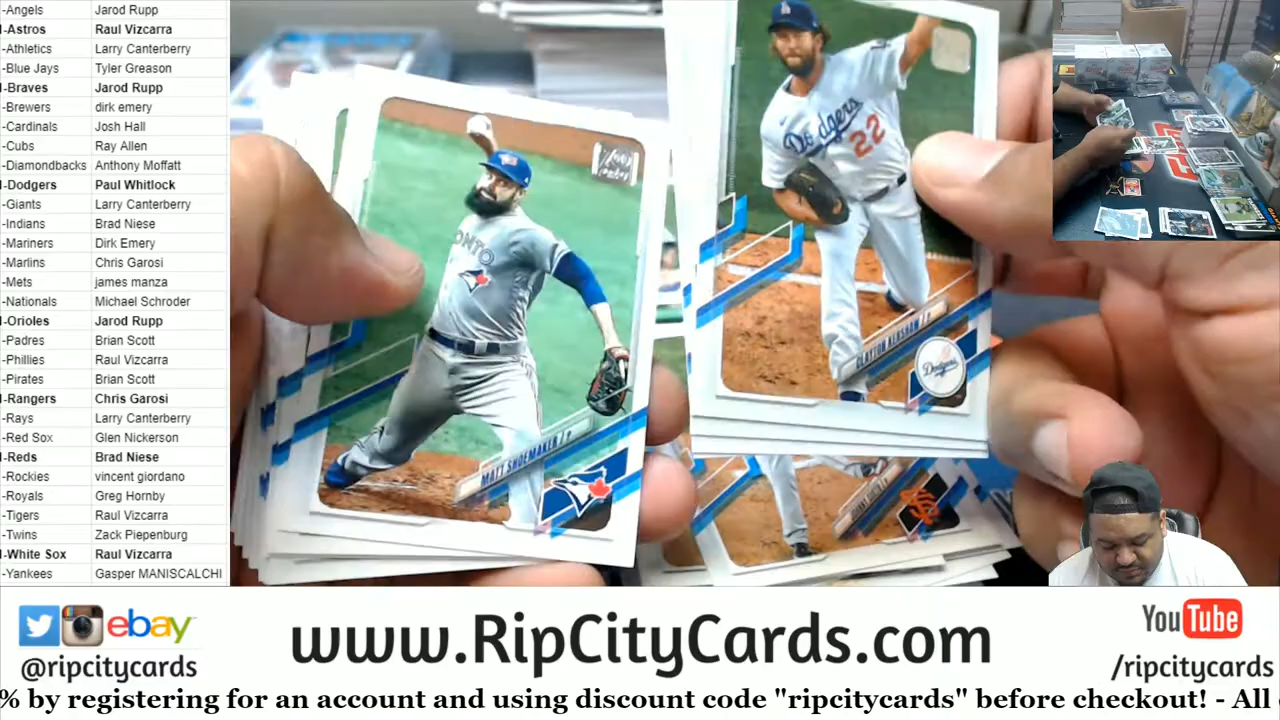 -Angels Jarod Rupp
-Astros Raul Vizcarra
-Athletics Larry Canterbery
-Blue Jays Tyler Greason
-Braves Jarod Rupp
-Brewers dirk emery
-Cardinals Josh Hall
-Cubs Ray Allen
-Diamondbacks Anthony Moffatt
-Dodgers Paul Whitlock
-Giants Larry Canterbery
-Indians Brad Niese
-Mariners Dirk Emery
-Marlins Chris Garosi
-Mets james manza
-Nationals Michael Schroder
-Orioles Jarod Rupp
-Padres Brian Scott
-Phillies Raul Vizcarra
-Pirates Brian Scott
-Rangers Chris Garosi
-Rays Larry Canterbery
-Red Sox Glen Nickerson
-Reds Brad Niese
-Rockies vincent giordano
-Royals Greg Hornby
-Tigers Raul Vizcarra
-Twins Zack Piepenburg
-White Sox Raul Vizcarra
-Yankees Gasper MANISCALCHI
ONTO
MATT SHOEMAKER / P
Dodgers
22
CLAYTON KERSHAW / P
Dodgers
ebay
@ripcitycards
www.RipCityCards.com
YouTube
/ripcitycards
% by registering for an account and using discount code "ripcitycards" before checkout! - All